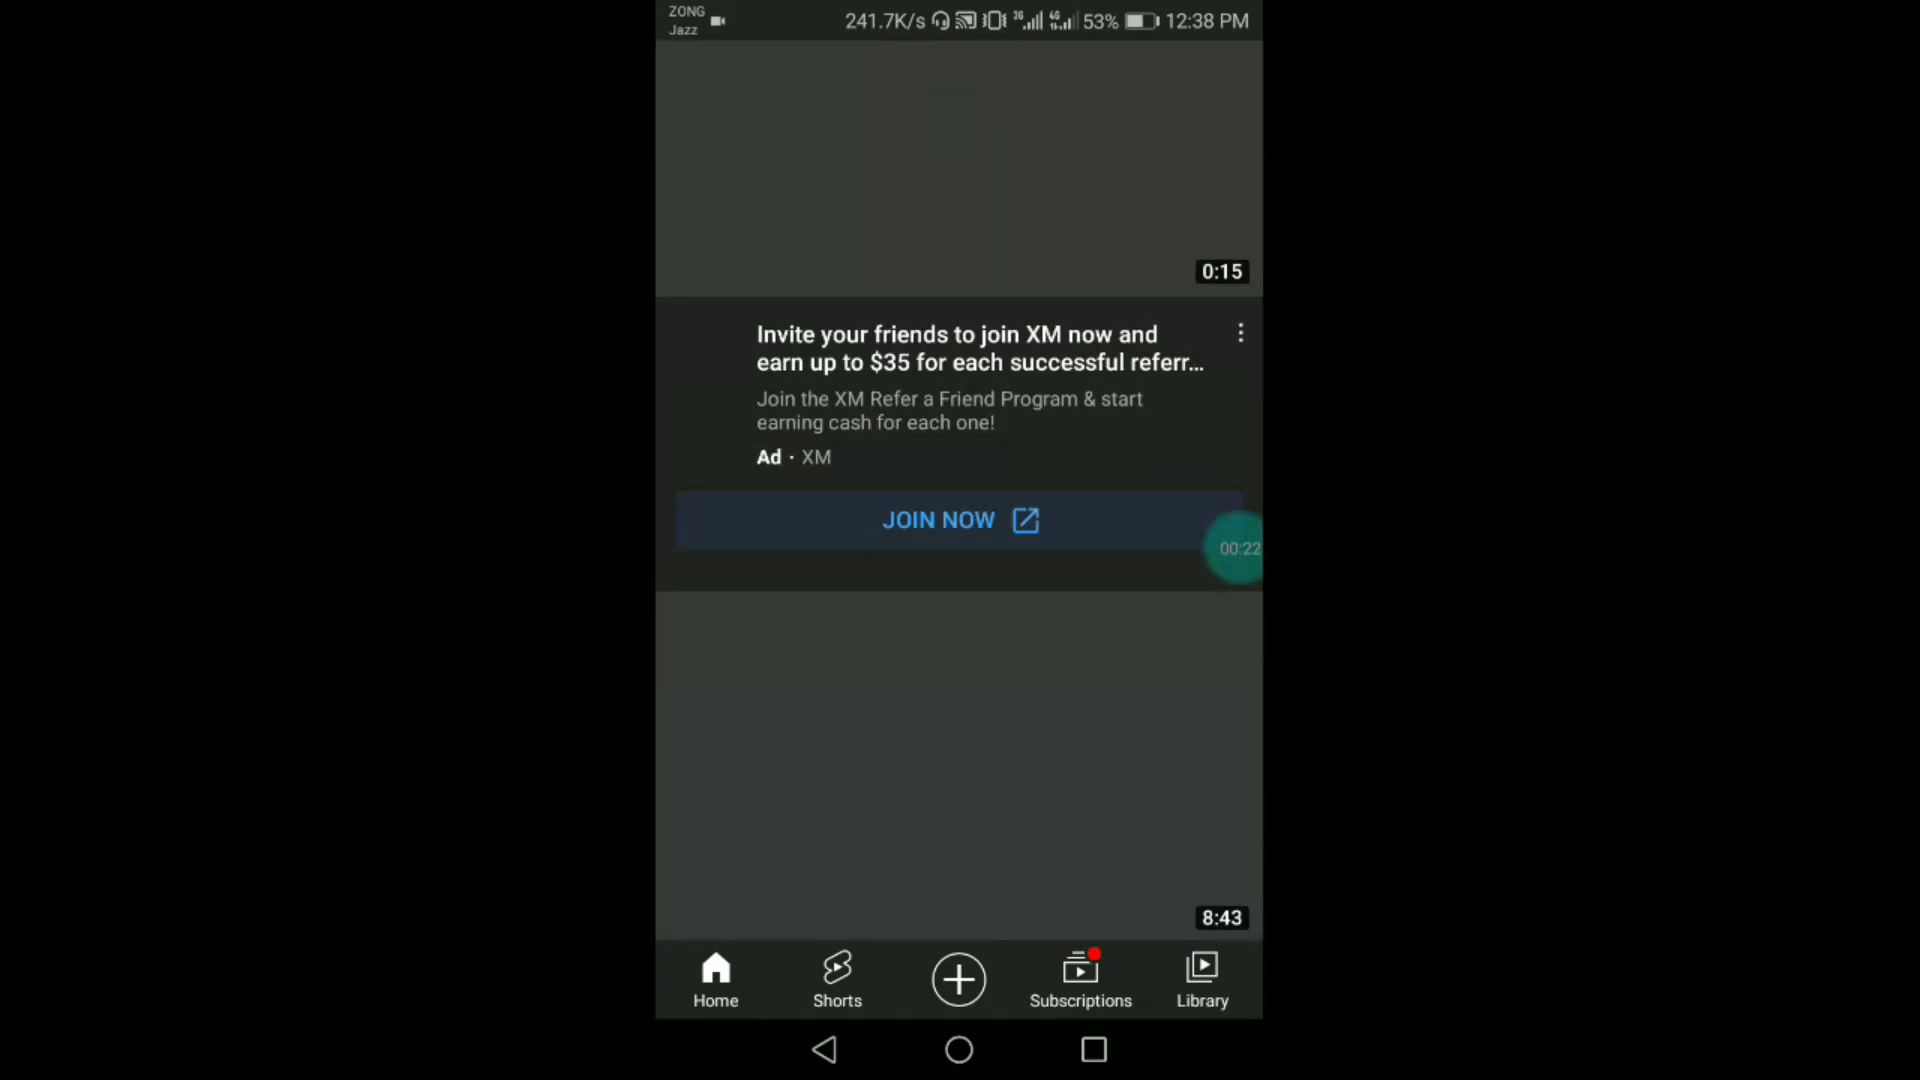 ZONG
Jazz
241.7K/s 3G 4G 53% 12:38 PM
0:15
Invite your friends to join XM now and
earn up to $35 for each successful referr...
Join the XM Refer a Friend Program & start
earning cash for each one!
Ad · XM
JOIN NOW
00:22
8:43
Home Shorts Subscriptions Library